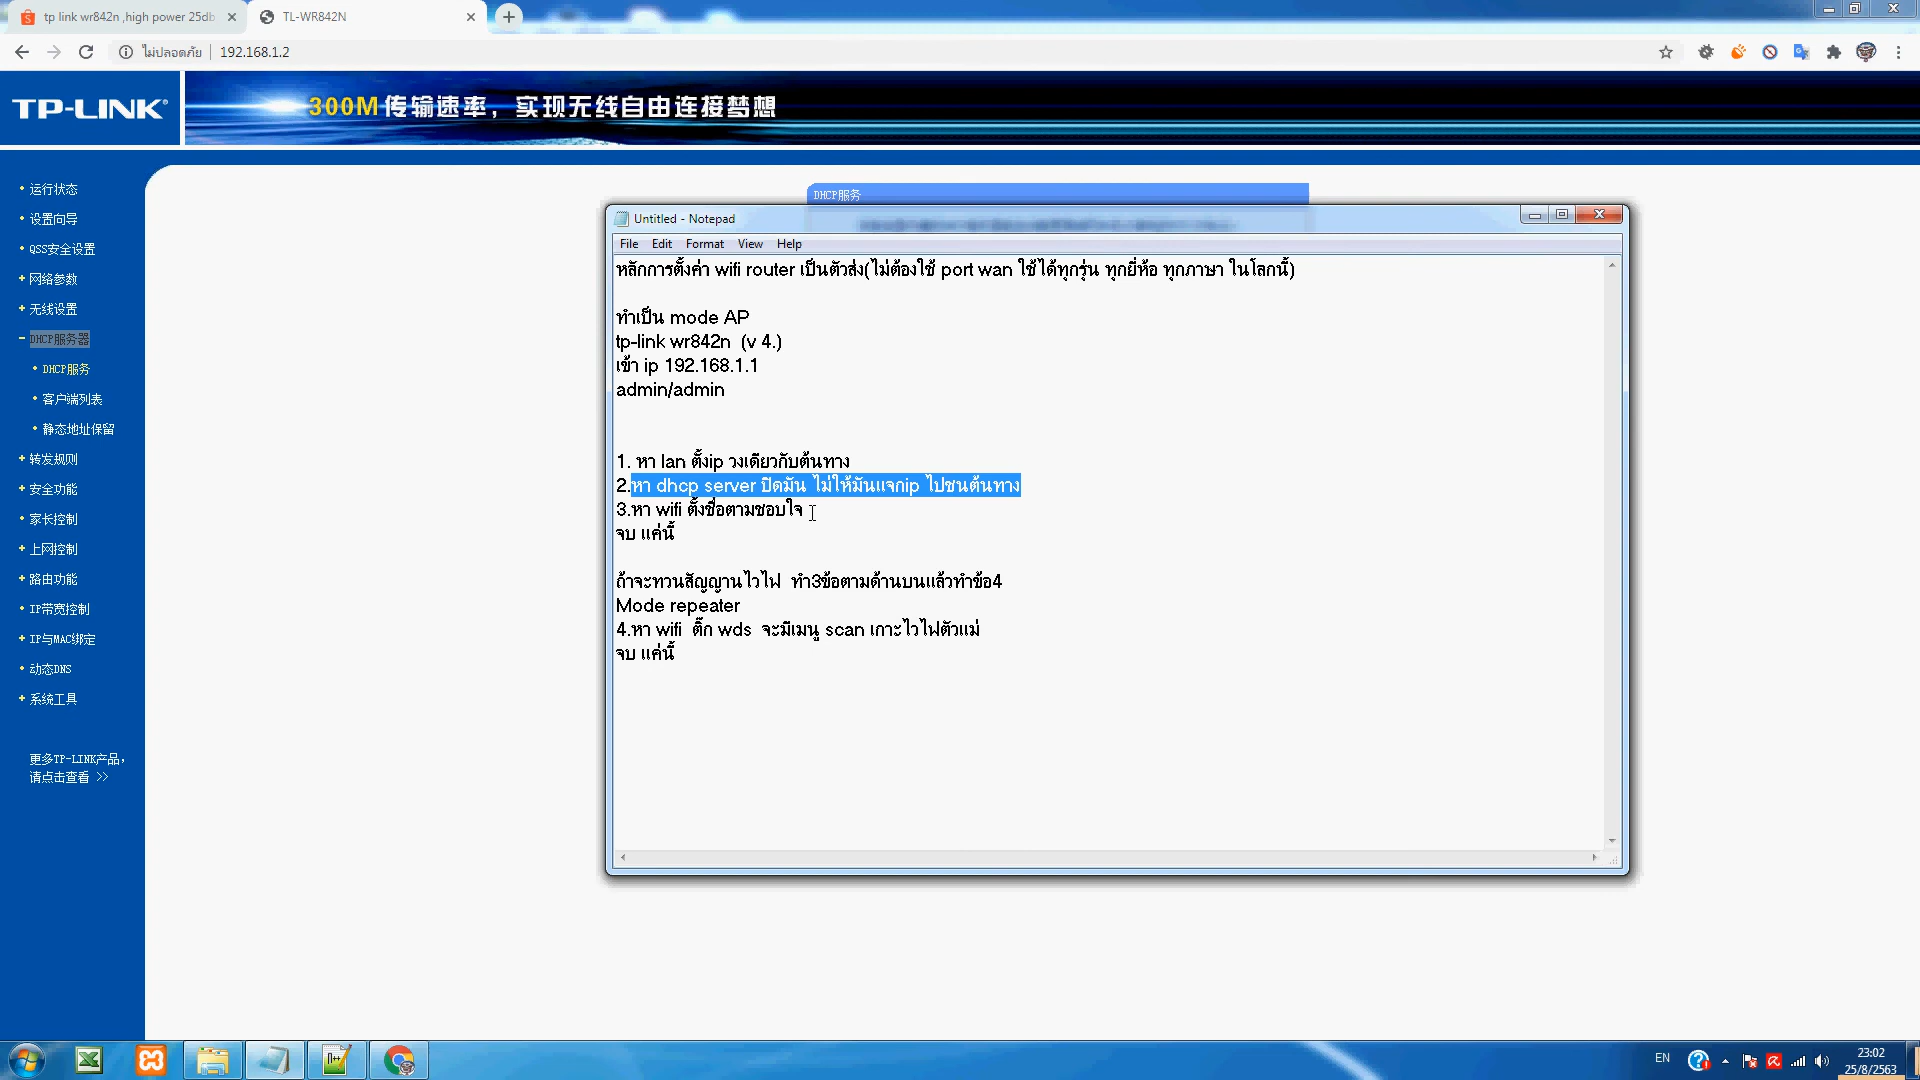 tp link wr842n ,high power 25db
TL-WR842N
ไม่ปลอดภัย
192.168.1.2
TP-LINK®
300M传输速率，实现无线自由连接梦想
• 运行状态
• 设置向导
• QSS安全设置
+ 网络参数
+ 无线设置
- DHCP服务器
• DHCP服务
• 客户端列表
• 静态地址保留
+ 转发规则
+ 安全功能
+ 家长控制
+ 上网控制
+ 路由功能
• IP带宽控制
+ IP与MAC绑定
• 动态DNS
+ 系统工具
更多TP-LINK产品，
请点击查看 >>
DHCP服务
Untitled - Notepad
File Edit Format View Help
หลักการตั้งค่า wifi router เป็นตัวส่ง(ไม่ต้องใช้ port wan ใช้ได้ทุกรุ่น ทุกยี่ห้อ ทุกภาษา ในโลกนี้)
ทำเป็น mode AP
tp-link wr842n (v 4.)
เข้า ip 192.168.1.1
admin/admin
1. หา lan ตั้งip วงเดียวกับต้นทาง
2.หา dhcp server ปิดมัน ไม่ให้มันแจกip ไปชนต้นทาง
3.หา wifi ตั้งชื่อตามชอบใจ
จบ แค่นี้
ถ้าจะทวนสัญญานไวไฟ ทำ3ข้อตามด้านบนแล้วทำข้อ4
Mode repeater
4.หา wifi ติ๊ก wds จะมีเมนู scan เกาะไวไฟตัวแม่
จบ แค่นี้
EN
23:02
25/8/2563